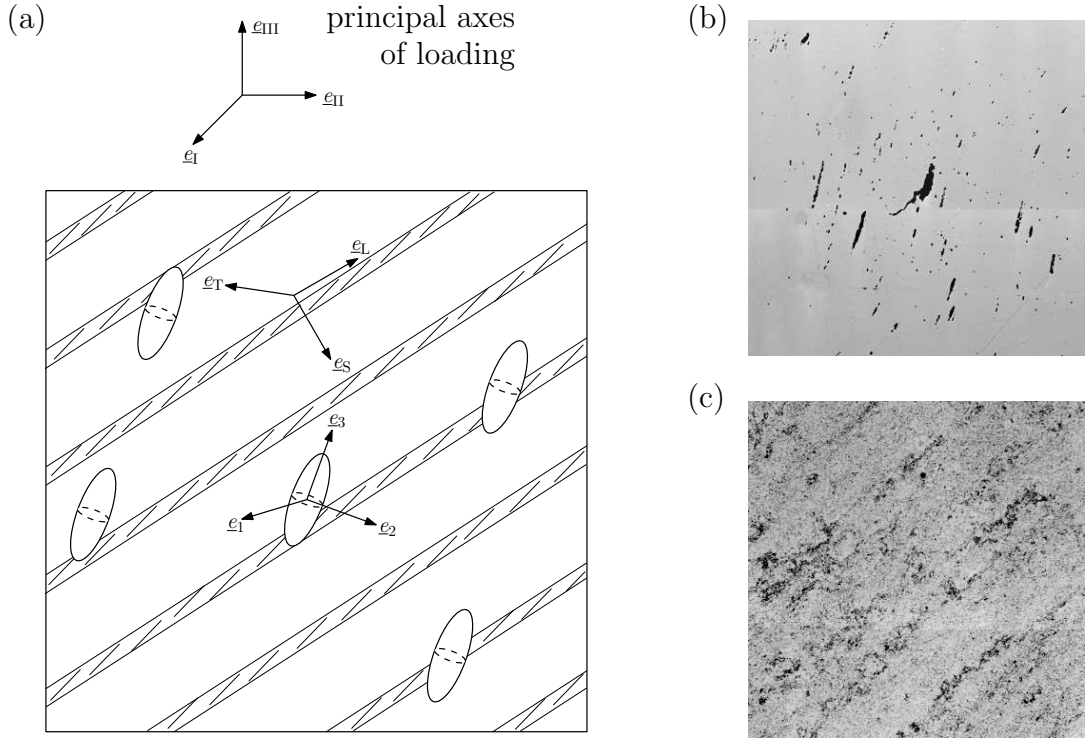 (a)
principal axes
of loading
e_III
e_II
e_I
e_L
e_T
e_S
e_3
e_1
e_2
(b)
(c)